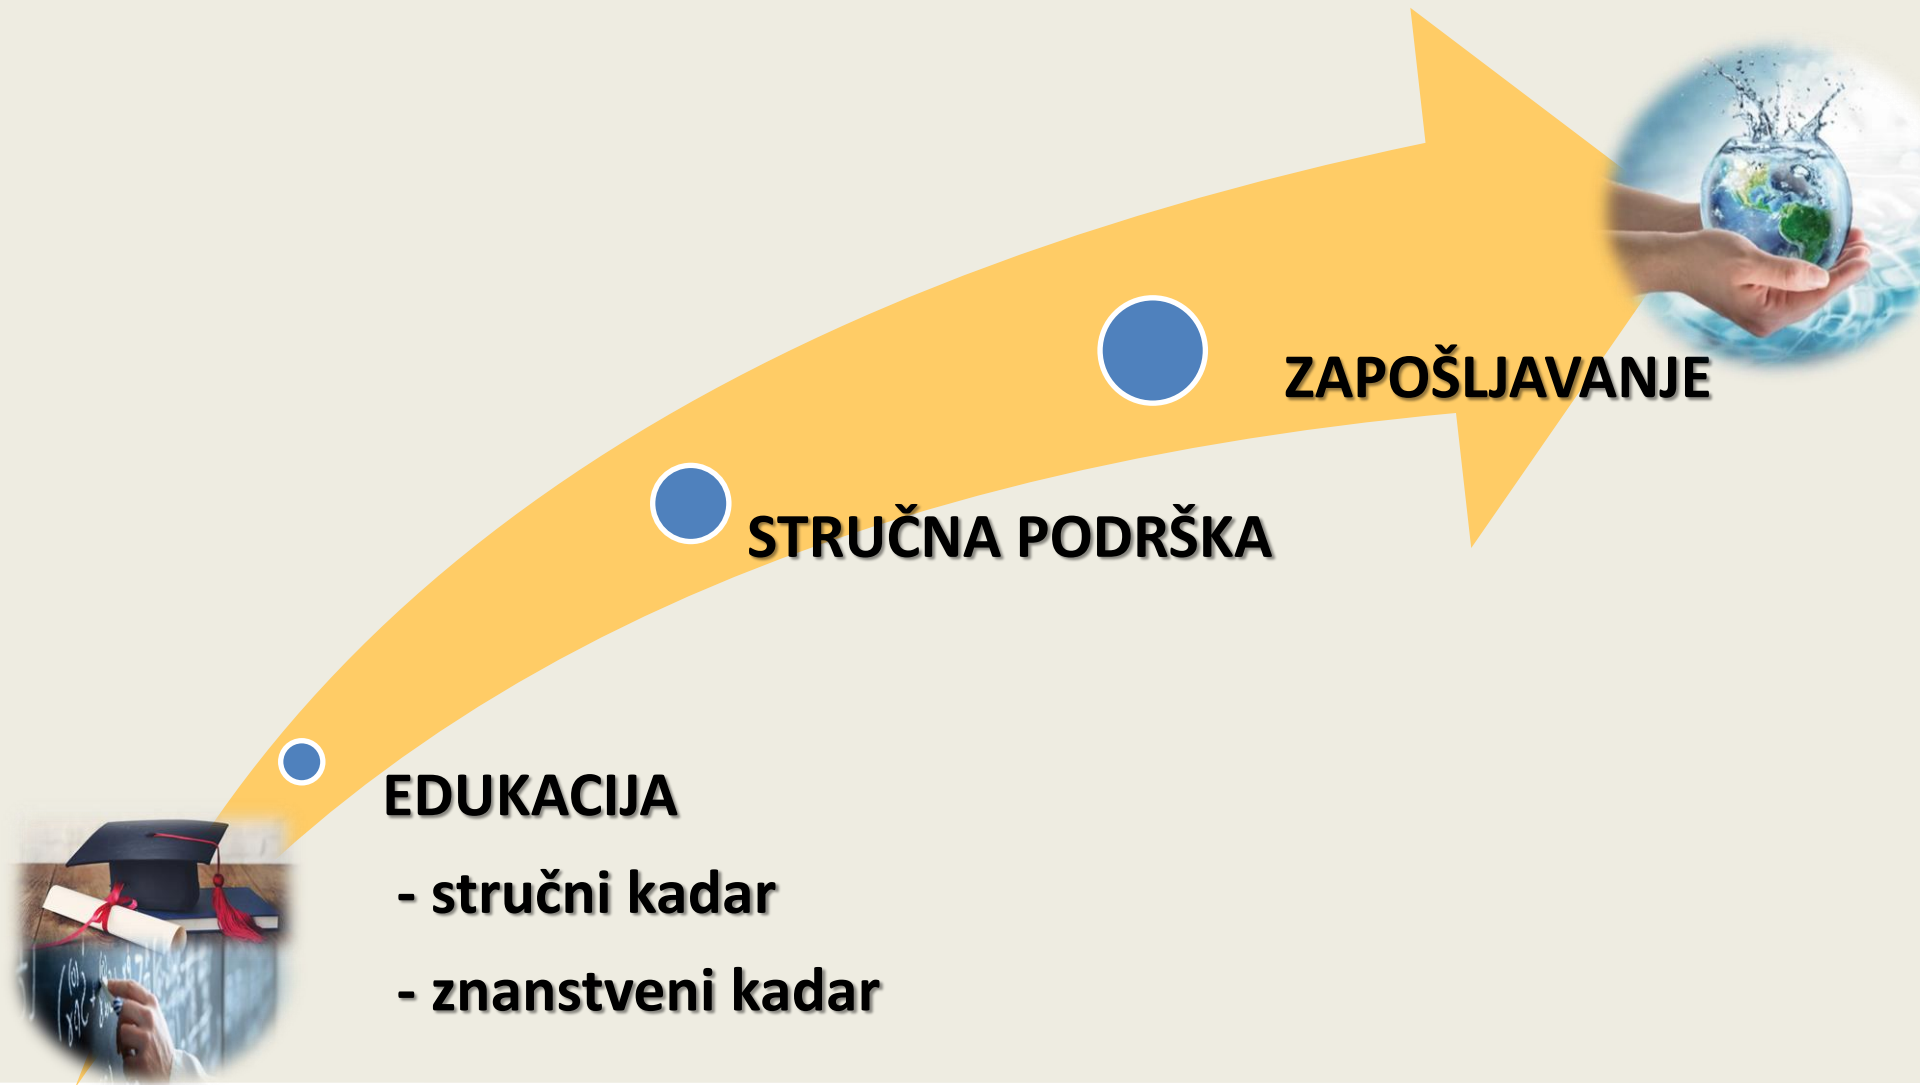 ZAPOŠLJAVANJE
STRUČNA PODRŠKA
EDUKACIJA
- stručni kadar
- znanstveni kadar